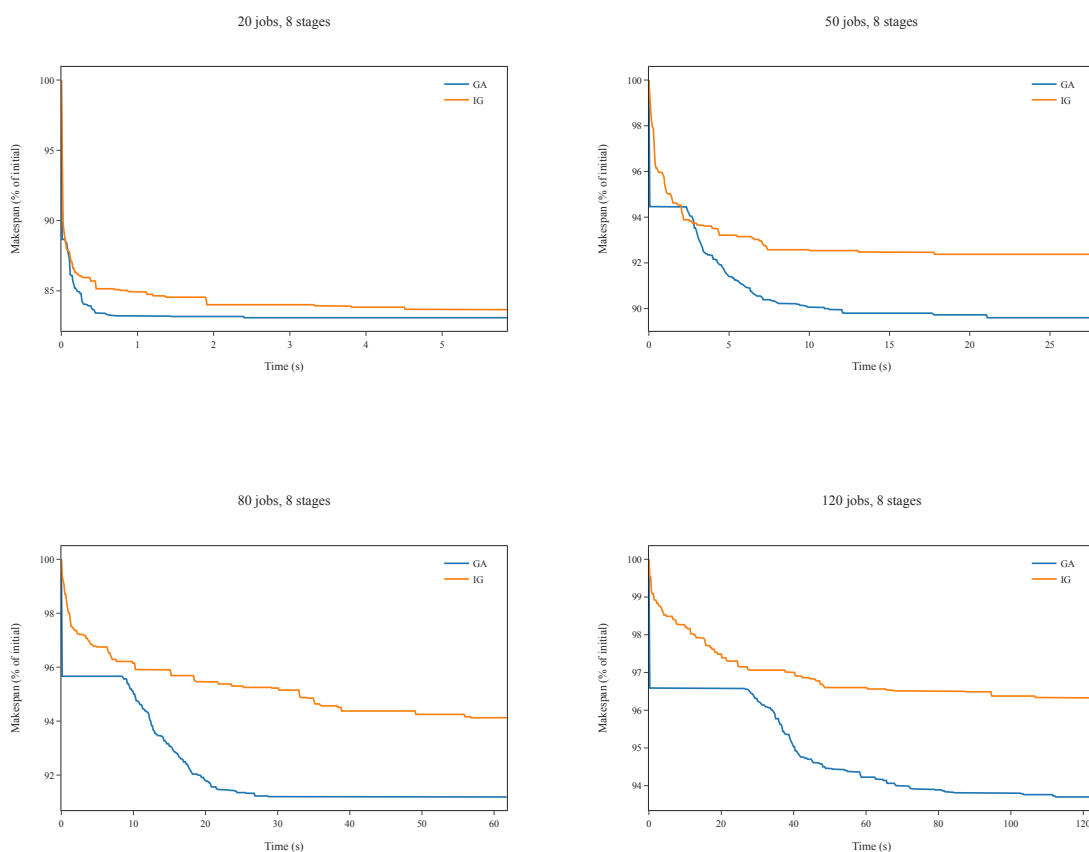 20 jobs, 8 stages
100
95
90
85
0
1
2
3
4
5
Makespan (% of initial)
Time (s)
GA
IG
50 jobs, 8 stages
100
98
96
94
92
90
0
5
10
15
20
25
Makespan (% of initial)
Time (s)
GA
IG
80 jobs, 8 stages
100
98
96
94
92
0
10
20
30
40
50
60
Makespan (% of initial)
Time (s)
GA
IG
120 jobs, 8 stages
100
99
98
97
96
95
94
0
20
40
60
80
100
120
Makespan (% of initial)
Time (s)
GA
IG